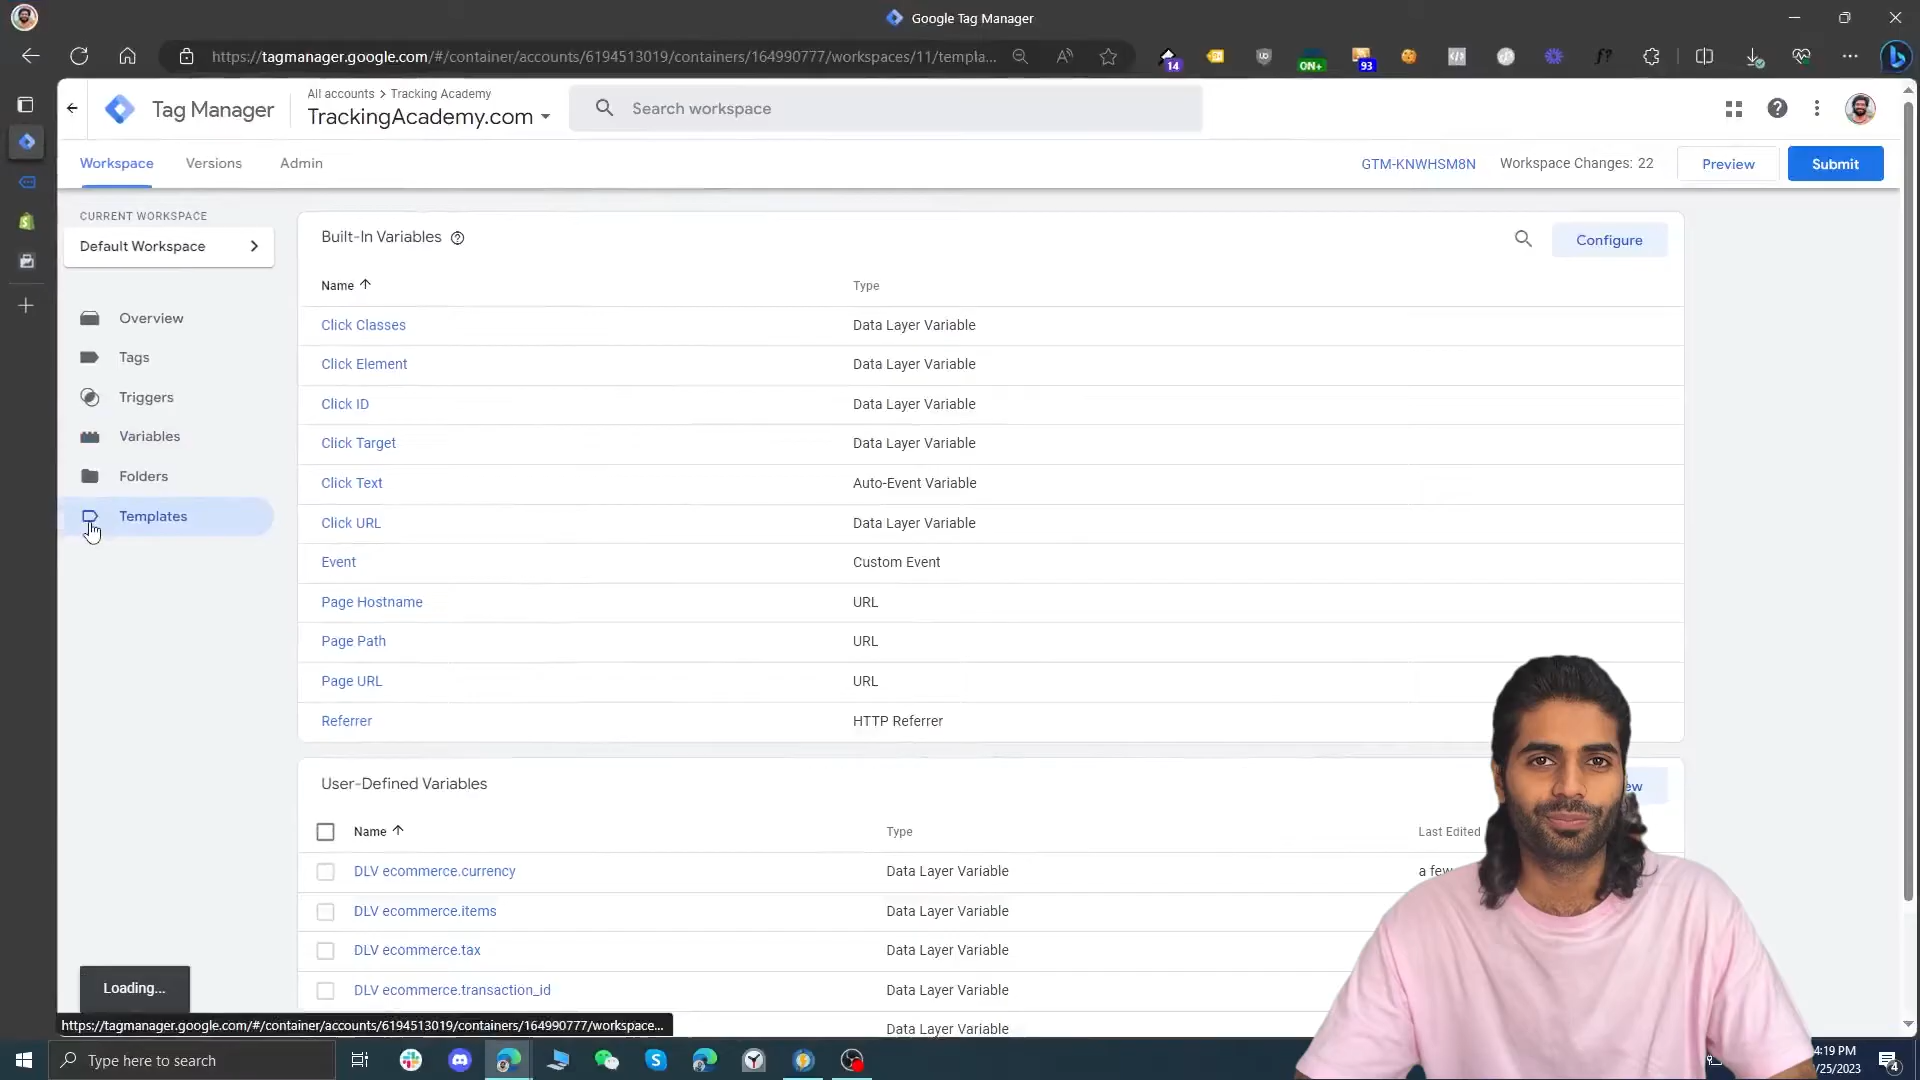 Google Tag Manager
https://tagmanager.google.com/#/container/accounts/6194513019/containers/164990777/workspaces/11/templa...
14
ON+
93
Tag Manager
All accounts > Tracking Academy
TrackingAcademy.com
Search workspace
Workspace
Versions
Admin
GTM-KNWHSM8N
Workspace Changes: 22
Preview
Submit
CURRENT WORKSPACE
Default Workspace
Overview
Tags
Triggers
Variables
Folders
Templates
Built-In Variables
Configure
Name Type
Click Classes Data Layer Variable
Click Element Data Layer Variable
Click ID Data Layer Variable
Click Target Data Layer Variable
Click Text Auto-Event Variable
Click URL Data Layer Variable
Event Custom Event
Page Hostname URL
Page Path URL
Page URL URL
Referrer HTTP Referrer
User-Defined Variables
Name Type Last Edited
DLV ecommerce.currency Data Layer Variable a few
DLV ecommerce.items Data Layer Variable
DLV ecommerce.tax Data Layer Variable
DLV ecommerce.transaction_id Data Layer Variable
Data Layer Variable
Loading...
https://tagmanager.google.com/#/container/accounts/6194513019/containers/164990777/workspace...
Type here to search
4:19 PM
/25/2023
4